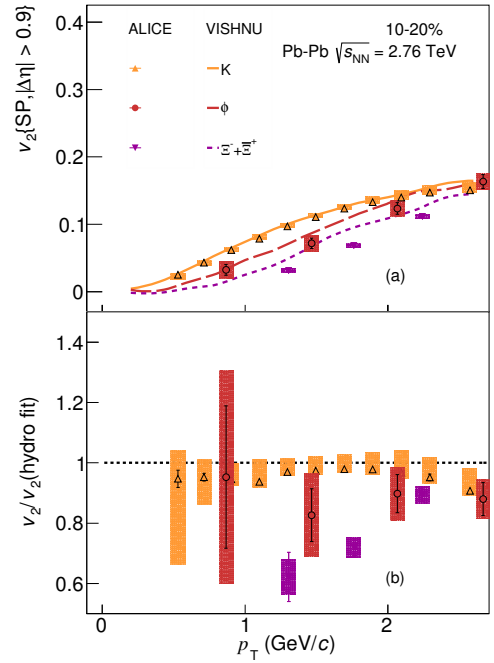 ALICE VISHNU 10-20%
Pb-Pb √s_NN = 2.76 TeV
K
ϕ
Ξ⁻+Ξ̅⁺
v₂{SP,|Δη| > 0.9}
0.4
0.3
0.2
0.1
0
(a)
v₂/v₂(hydro fit)
1.4
1.2
1
0.8
0.6
(b)
0 1 2
p_T (GeV/c)